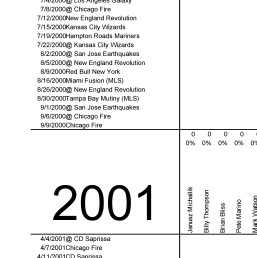 7/4/2000@ Los Angeles Galaxy
7/8/2000@ Chicago Fire
7/12/2000New England Revolution
7/15/2000Kansas City Wizards
7/19/2000Hampton Roads Mariners
7/22/2000@ Kansas City Wizards
8/2/2000@ San Jose Earthquakes
8/5/2000@ New England Revolution
8/9/2000Red Bull New York
8/16/2000Miami Fusion (MLS)
8/26/2000@ New England Revolution
8/30/2000Tampa Bay Mutiny (MLS)
9/1/2000@ San Jose Earthquakes
9/6/2000@ Chicago Fire
9/9/2000Chicago Fire
0 0 0 0 0
0% 0% 0% 0% 0%
2001
Janusz Michallik
Billy Thompson
Brian Bliss
Pete Marino
Mark Watson
4/4/2001@ CD Saprissa
4/7/2001Chicago Fire
4/11/2001CD Saprissa